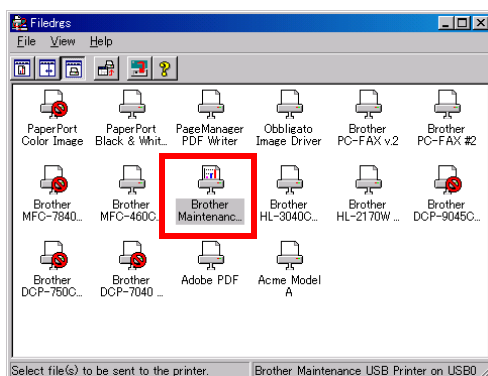 Filedrgs
File View Help
PaperPort Color Image
PaperPort Black & Whit...
PageManager PDF Writer
Obbligato Image Driver
Brother PC-FAX v.2
Brother PC-FAX #2
Brother MFC-7840...
Brother MFC-460C...
Brother Maintenanc...
Brother HL-3040C...
Brother HL-2170W ...
Brother DCP-9045C...
Brother DCP-750C...
Brother DCP-7040 ...
Adobe PDF
Acme Model A
Select file(s) to be sent to the printer.
Brother Maintenance USB Printer on USB0